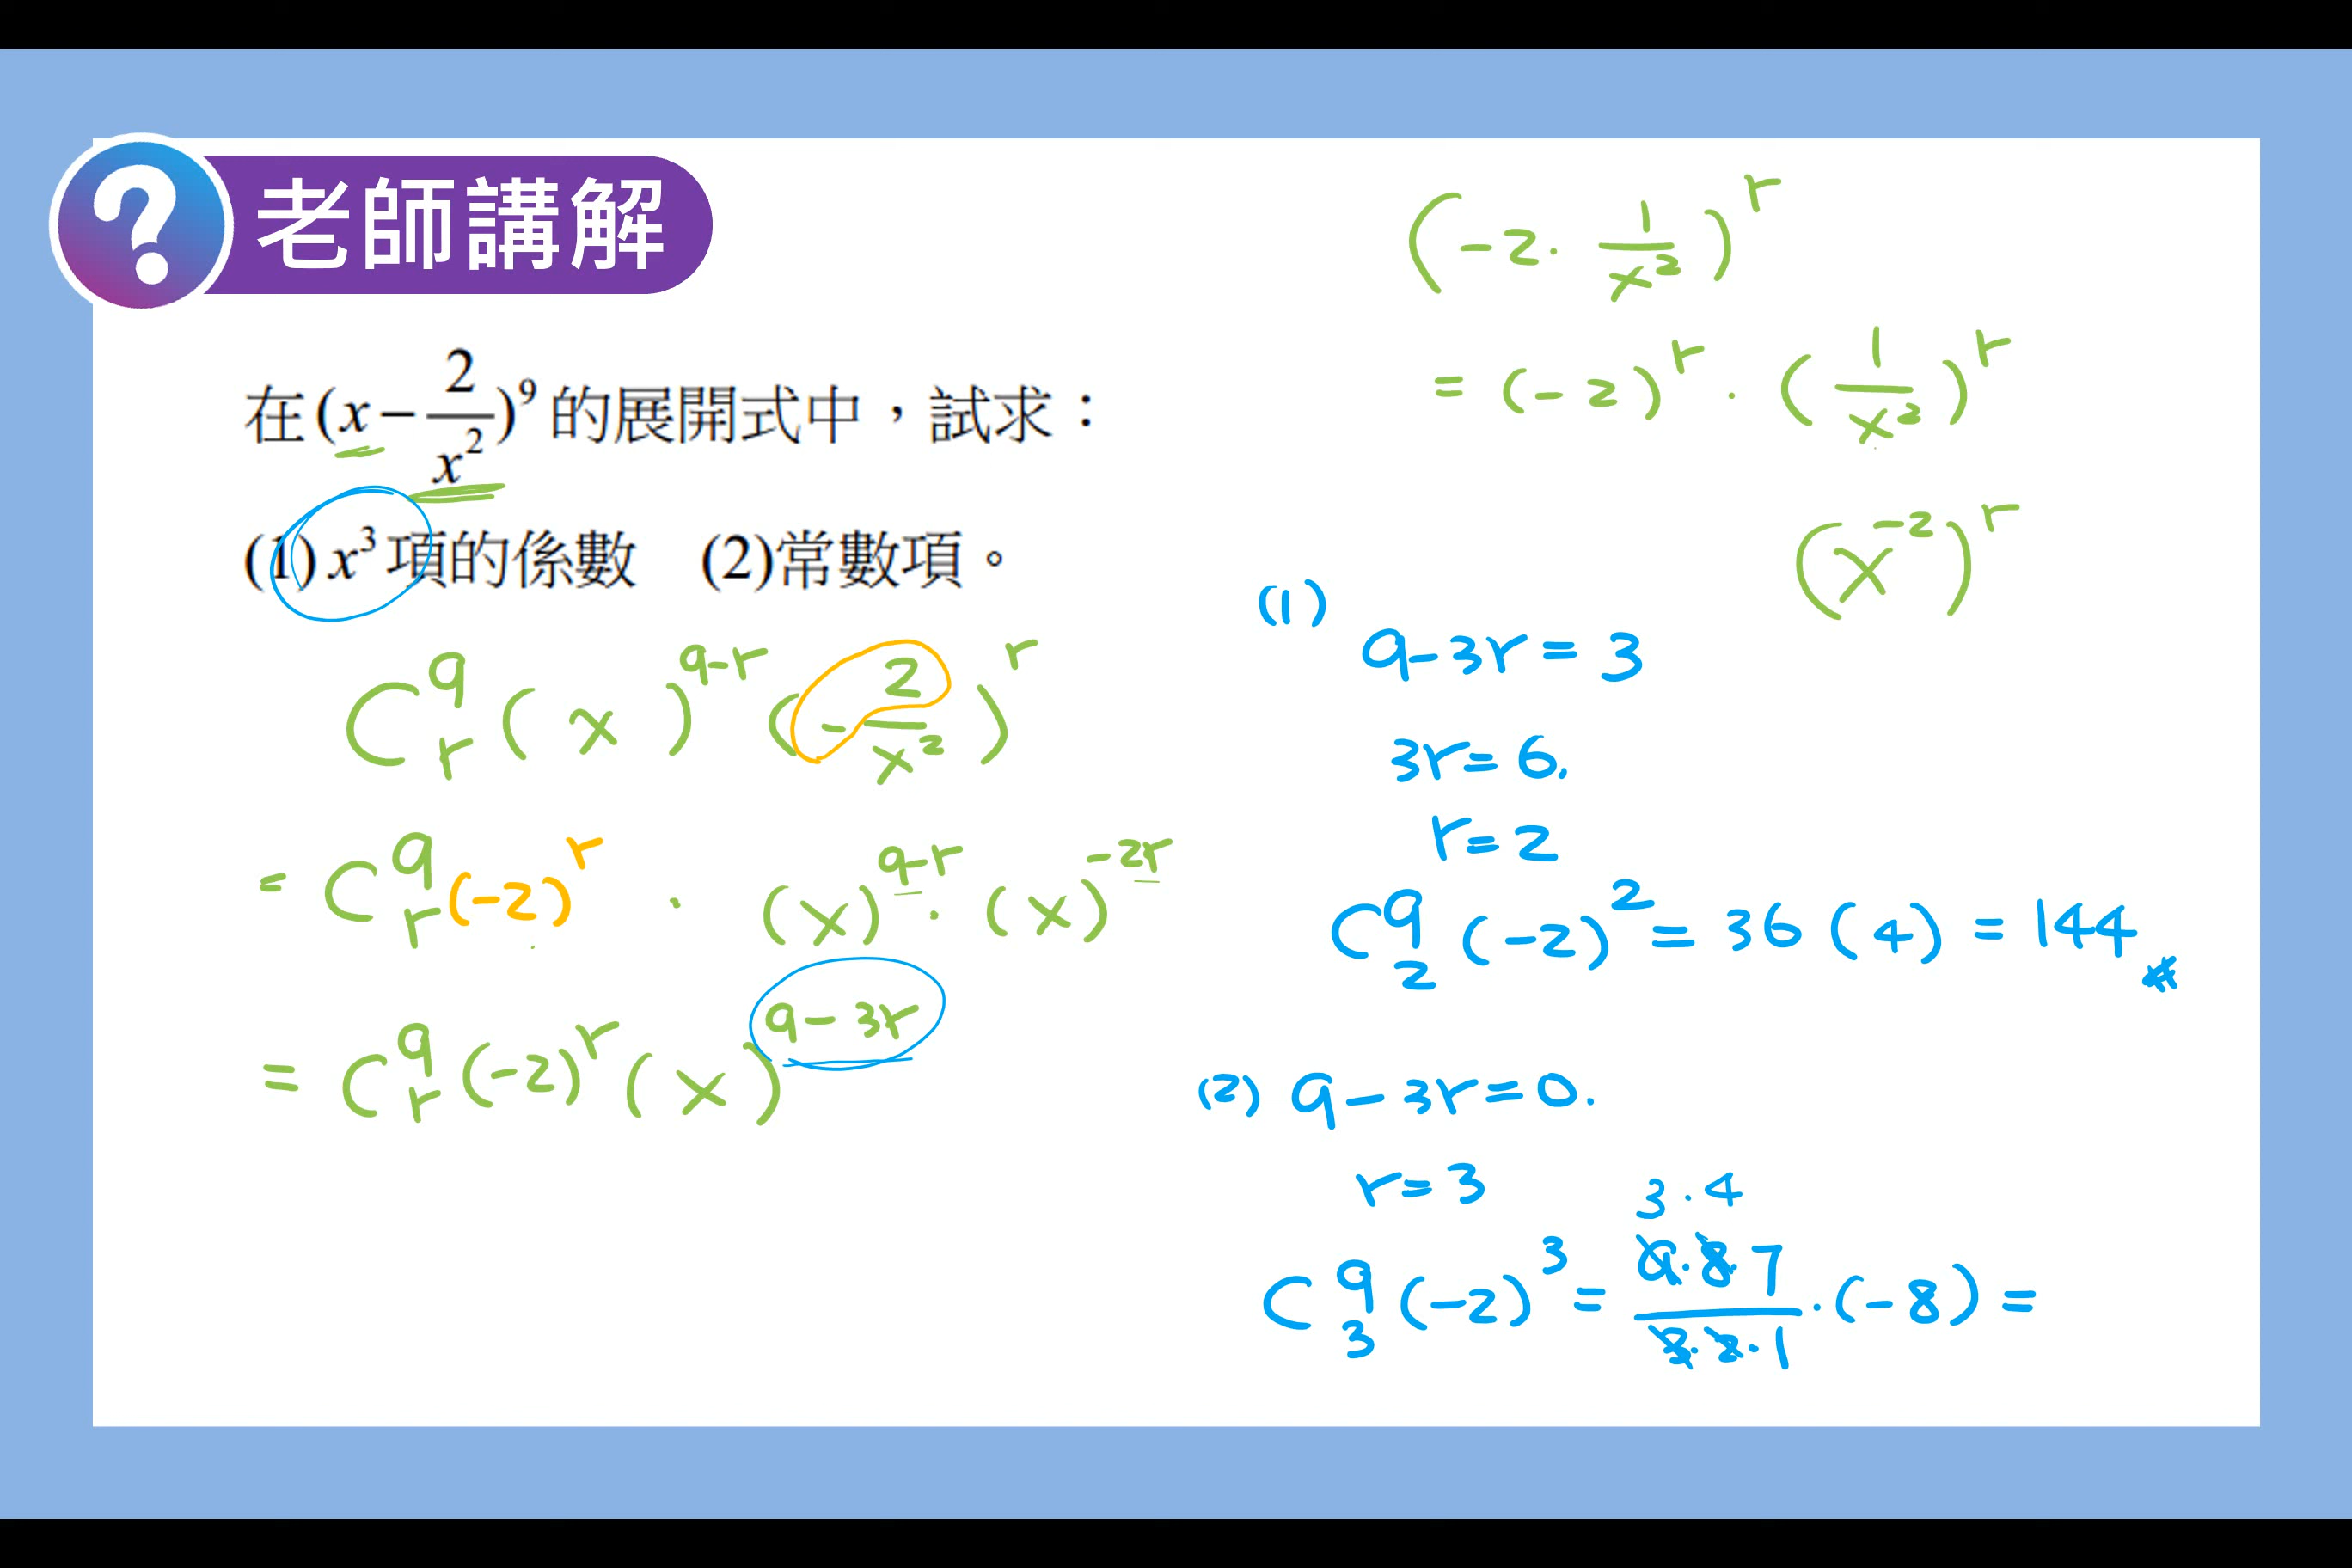 ?
老師講解
在 (x - 2/x²)⁹ 的展開式中，試求：
(1) x³ 項的係數 (2)常數項。
C⁹ᵣ (x)⁹⁻ʳ (-2/x²)ʳ
= C⁹ᵣ (-2)ʳ · (x)⁹⁻ʳ · (x)⁻²ʳ
= C⁹ᵣ (-2)ʳ (x)⁹⁻³ʳ
(-2 · 1/x²)ʳ
= (-2)ʳ · (1/x²)ʳ
(x⁻²)ʳ
(1)
9-3r=3
3r=6.
r=2
C⁹₂ (-2)² = 36 (4) = 144
(2) 9-3r=0.
r=3
3·4
C⁹₃ (-2)³ = 9·8·7/3·2·1 · (-8) =